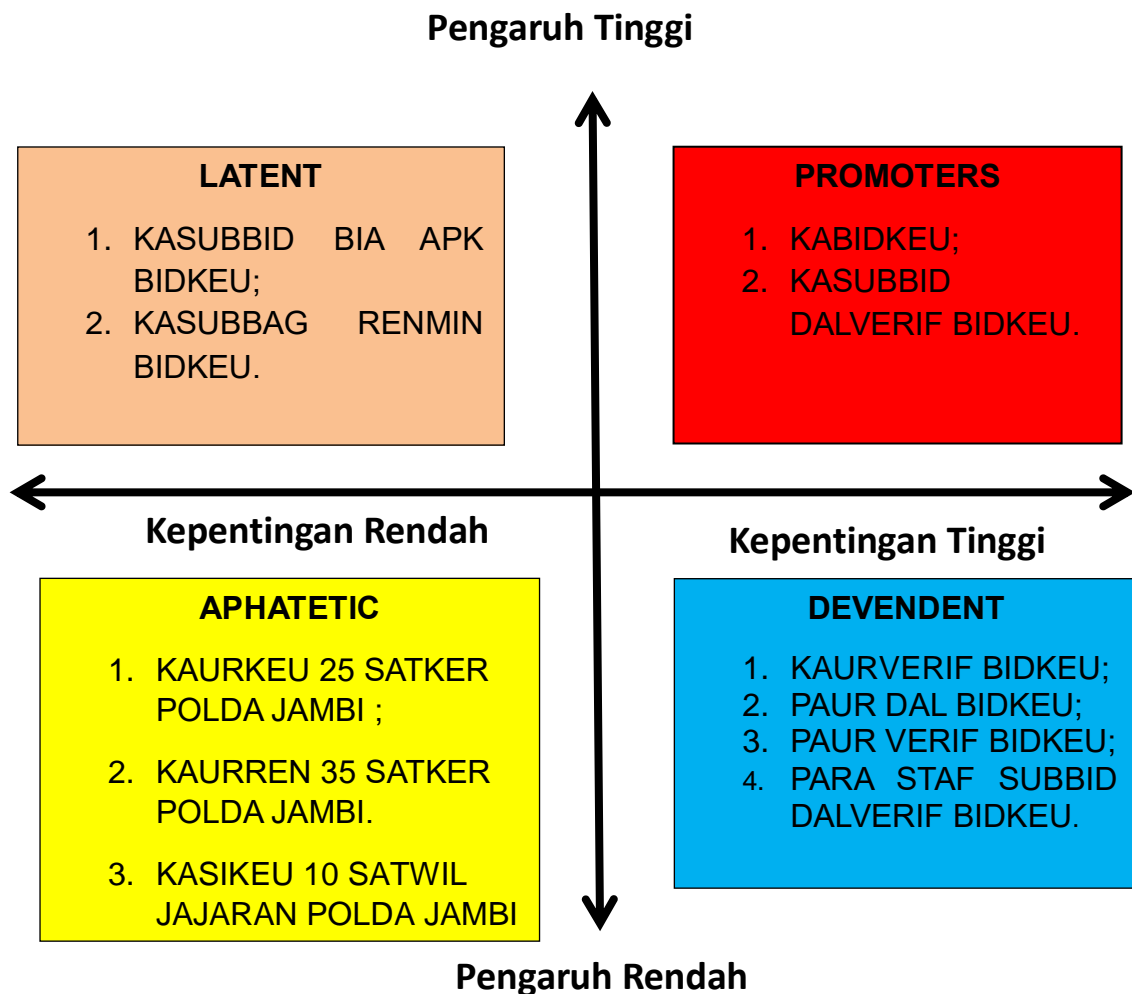 Pengaruh Tinggi
LATENT
1. KASUBBID BIA APK
BIDKEU;
2. KASUBBAG RENMIN
BIDKEU.
PROMOTERS
1. KABIDKEU;
2. KASUBBID
DALVERIF BIDKEU.
Kepentingan Rendah
Kepentingan Tinggi
APHATETIC
1. KAURKEU 25 SATKER
POLDA JAMBI ;
2. KAURREN 35 SATKER
POLDA JAMBI.
3. KASIKEU 10 SATWIL
JAJARAN POLDA JAMBI
DEVENDENT
1. KAURVERIF BIDKEU;
2. PAUR DAL BIDKEU;
3. PAUR VERIF BIDKEU;
4. PARA STAF SUBBID
DALVERIF BIDKEU.
Pengaruh Rendah